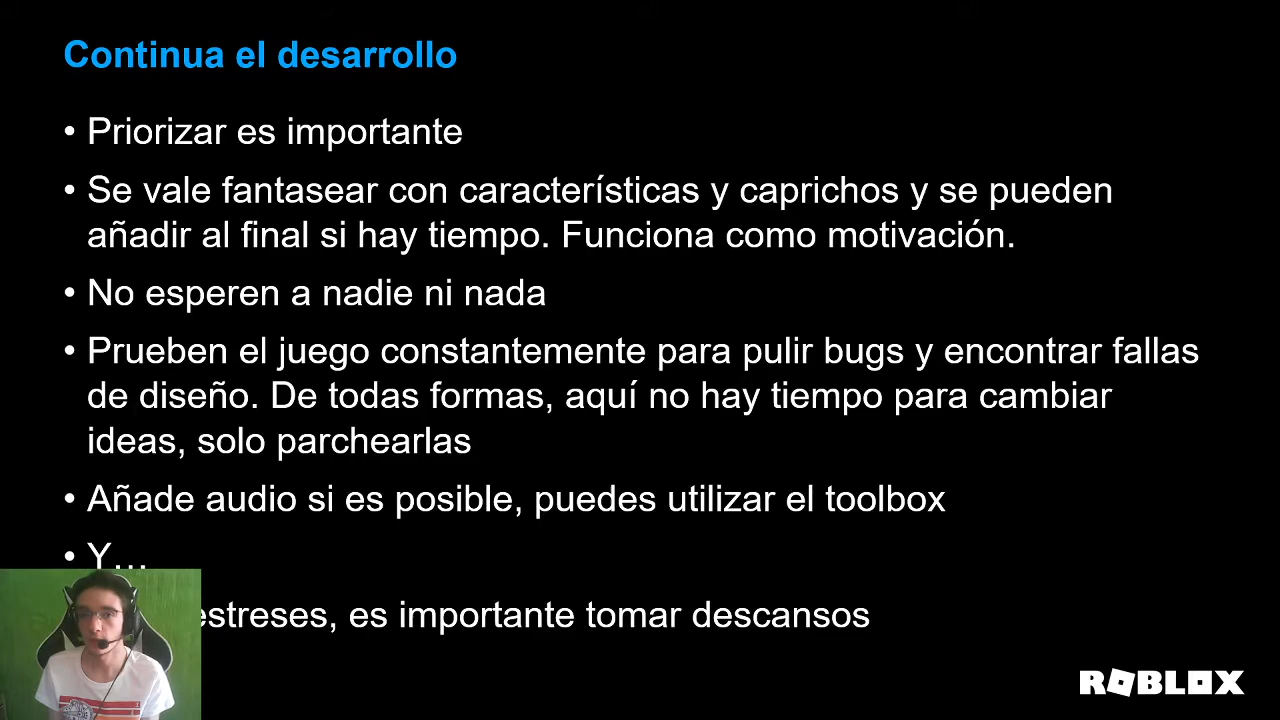 Continua el desarrollo
• Priorizar es importante
• Se vale fantasear con características y caprichos y se pueden
añadir al final si hay tiempo. Funciona como motivación.
• No esperen a nadie ni nada
• Prueben el juego constantemente para pulir bugs y encontrar fallas
de diseño. De todas formas, aquí no hay tiempo para cambiar
ideas, solo parchearlas
• Añade audio si es posible, puedes utilizar el toolbox
• Y…
estreses, es importante tomar descansos
ROBLOX